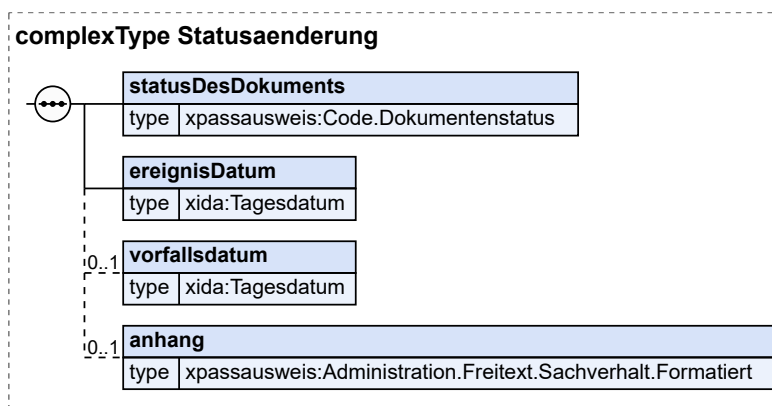 complexType Statusaenderung
statusDesDokuments
type xpassausweis:Code.Dokumentenstatus
ereignisDatum
type xida:Tagesdatum
0..1 vorfallsdatum
type xida:Tagesdatum
0..1 anhang
type xpassausweis:Administration.Freitext.Sachverhalt.Formatiert